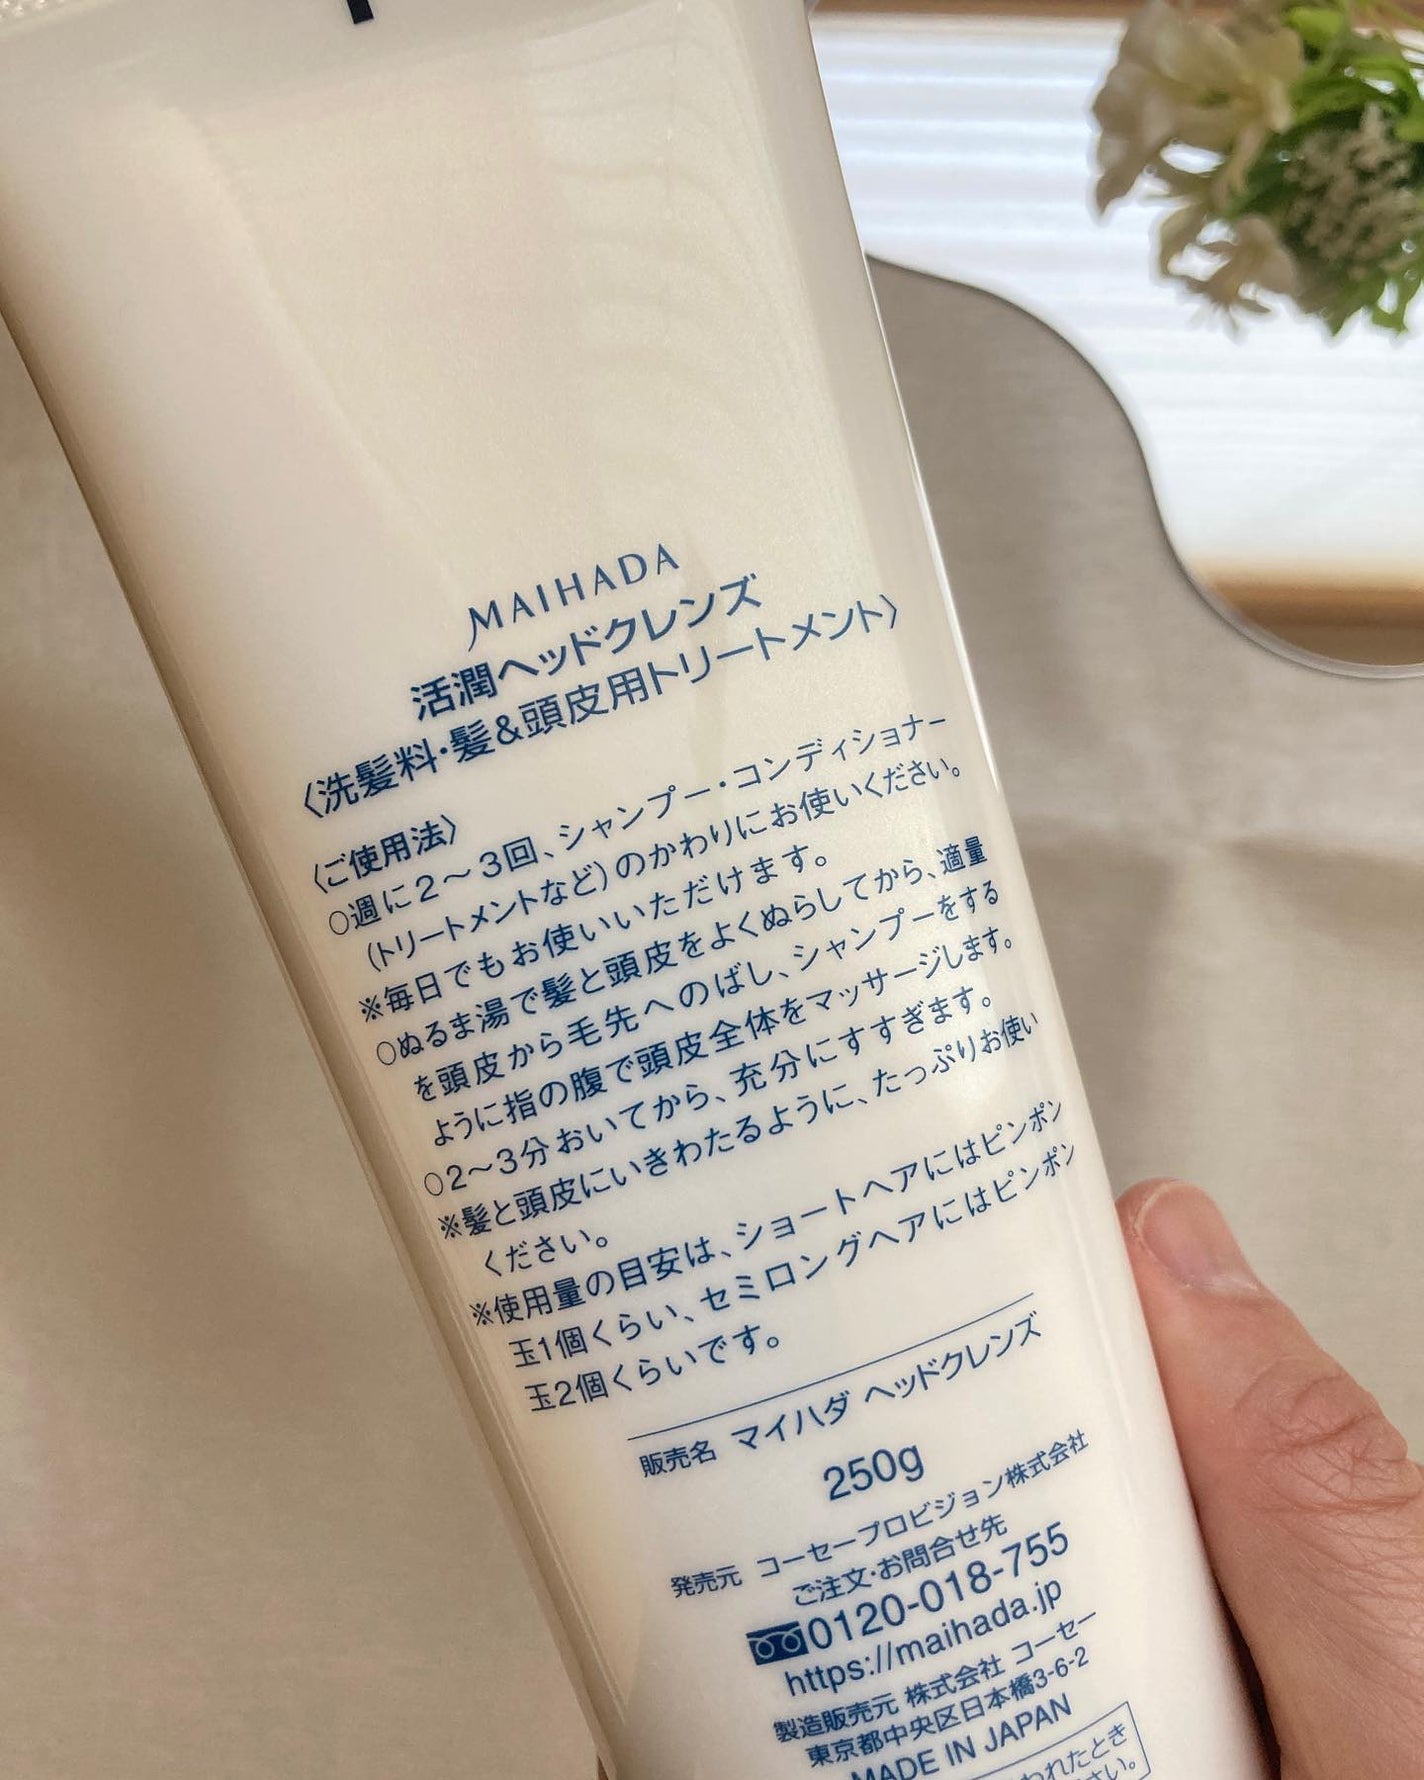 MAIHADA
活潤ヘッドクレンズ
〈洗髪料・髪&頭皮用トリートメント〉
〈ご使用法〉
○週に2～3回、シャンプー・コンディショナー
(トリートメントなど)のかわりにお使いください。
※毎日でもお使いいただけます。
○ぬるま湯で髪と頭皮をよくぬらしてから、適量
を頭皮から毛先へのばし、シャンプーをする
ように指の腹で頭皮全体をマッサージします。
○2～3分おいてから、充分にすすぎます。
※髪と頭皮にいきわたるように、たっぷりお使い
ください。
※使用量の目安は、ショートヘアにはピンポン
玉1個くらい、セミロングヘアにはピンポン
玉2個くらいです。
販売名 マイハダ ヘッドクレンズ
250g
発売元 コーセープロビジョン株式会社
ご注文・お問合せ先
0120-018-755
https://maihada.jp
製造販売元 株式会社 コーセー
東京都中央区日本橋3-6-2
MADE IN JAPAN
われたとき
さい。